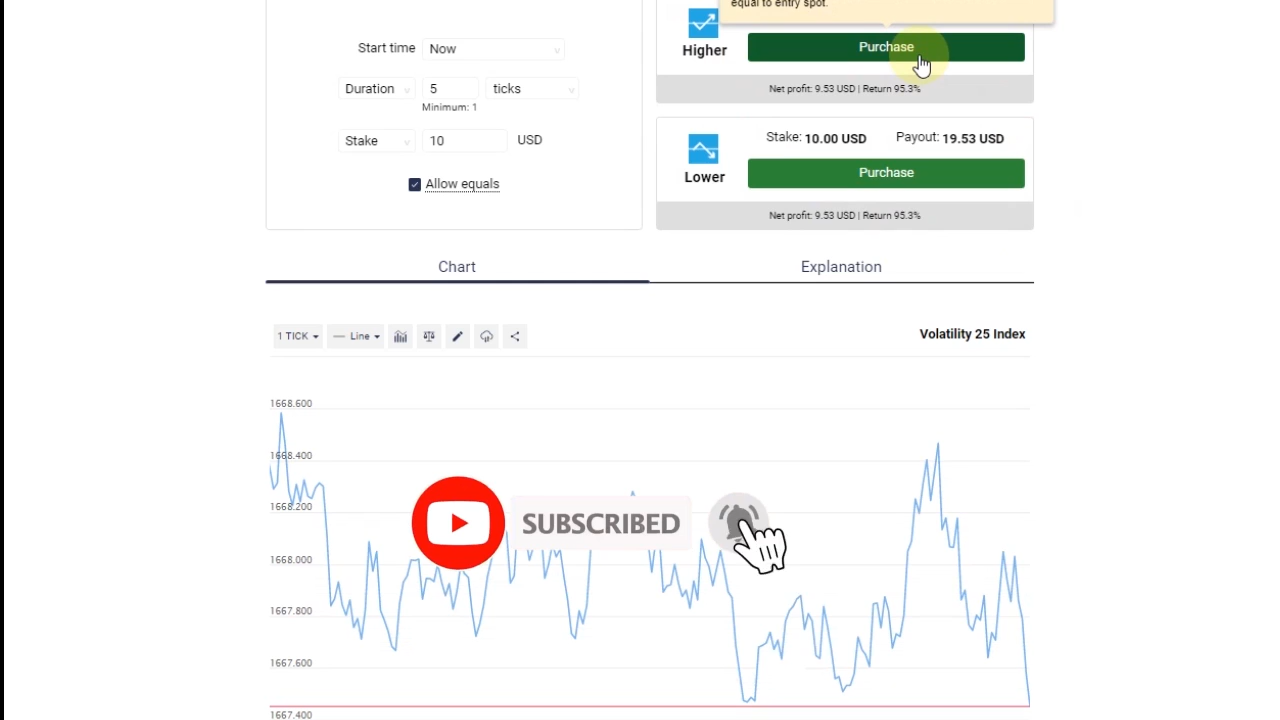 equal to entry spot.
Higher
Purchase
Net profit: 9.53 USD | Return 95.3%
Start time Now
Duration 5 ticks
Minimum: 1
Stake 10 USD
Allow equals
Stake: 10.00 USD Payout: 19.53 USD
Lower
Purchase
Net profit: 9.53 USD | Return 95.3%
Chart Explanation
1 TICK Line Volatility 25 Index
1668.600
1668.400
1668.200
SUBSCRIBED
1668.000
1667.800
1667.600
1667.400